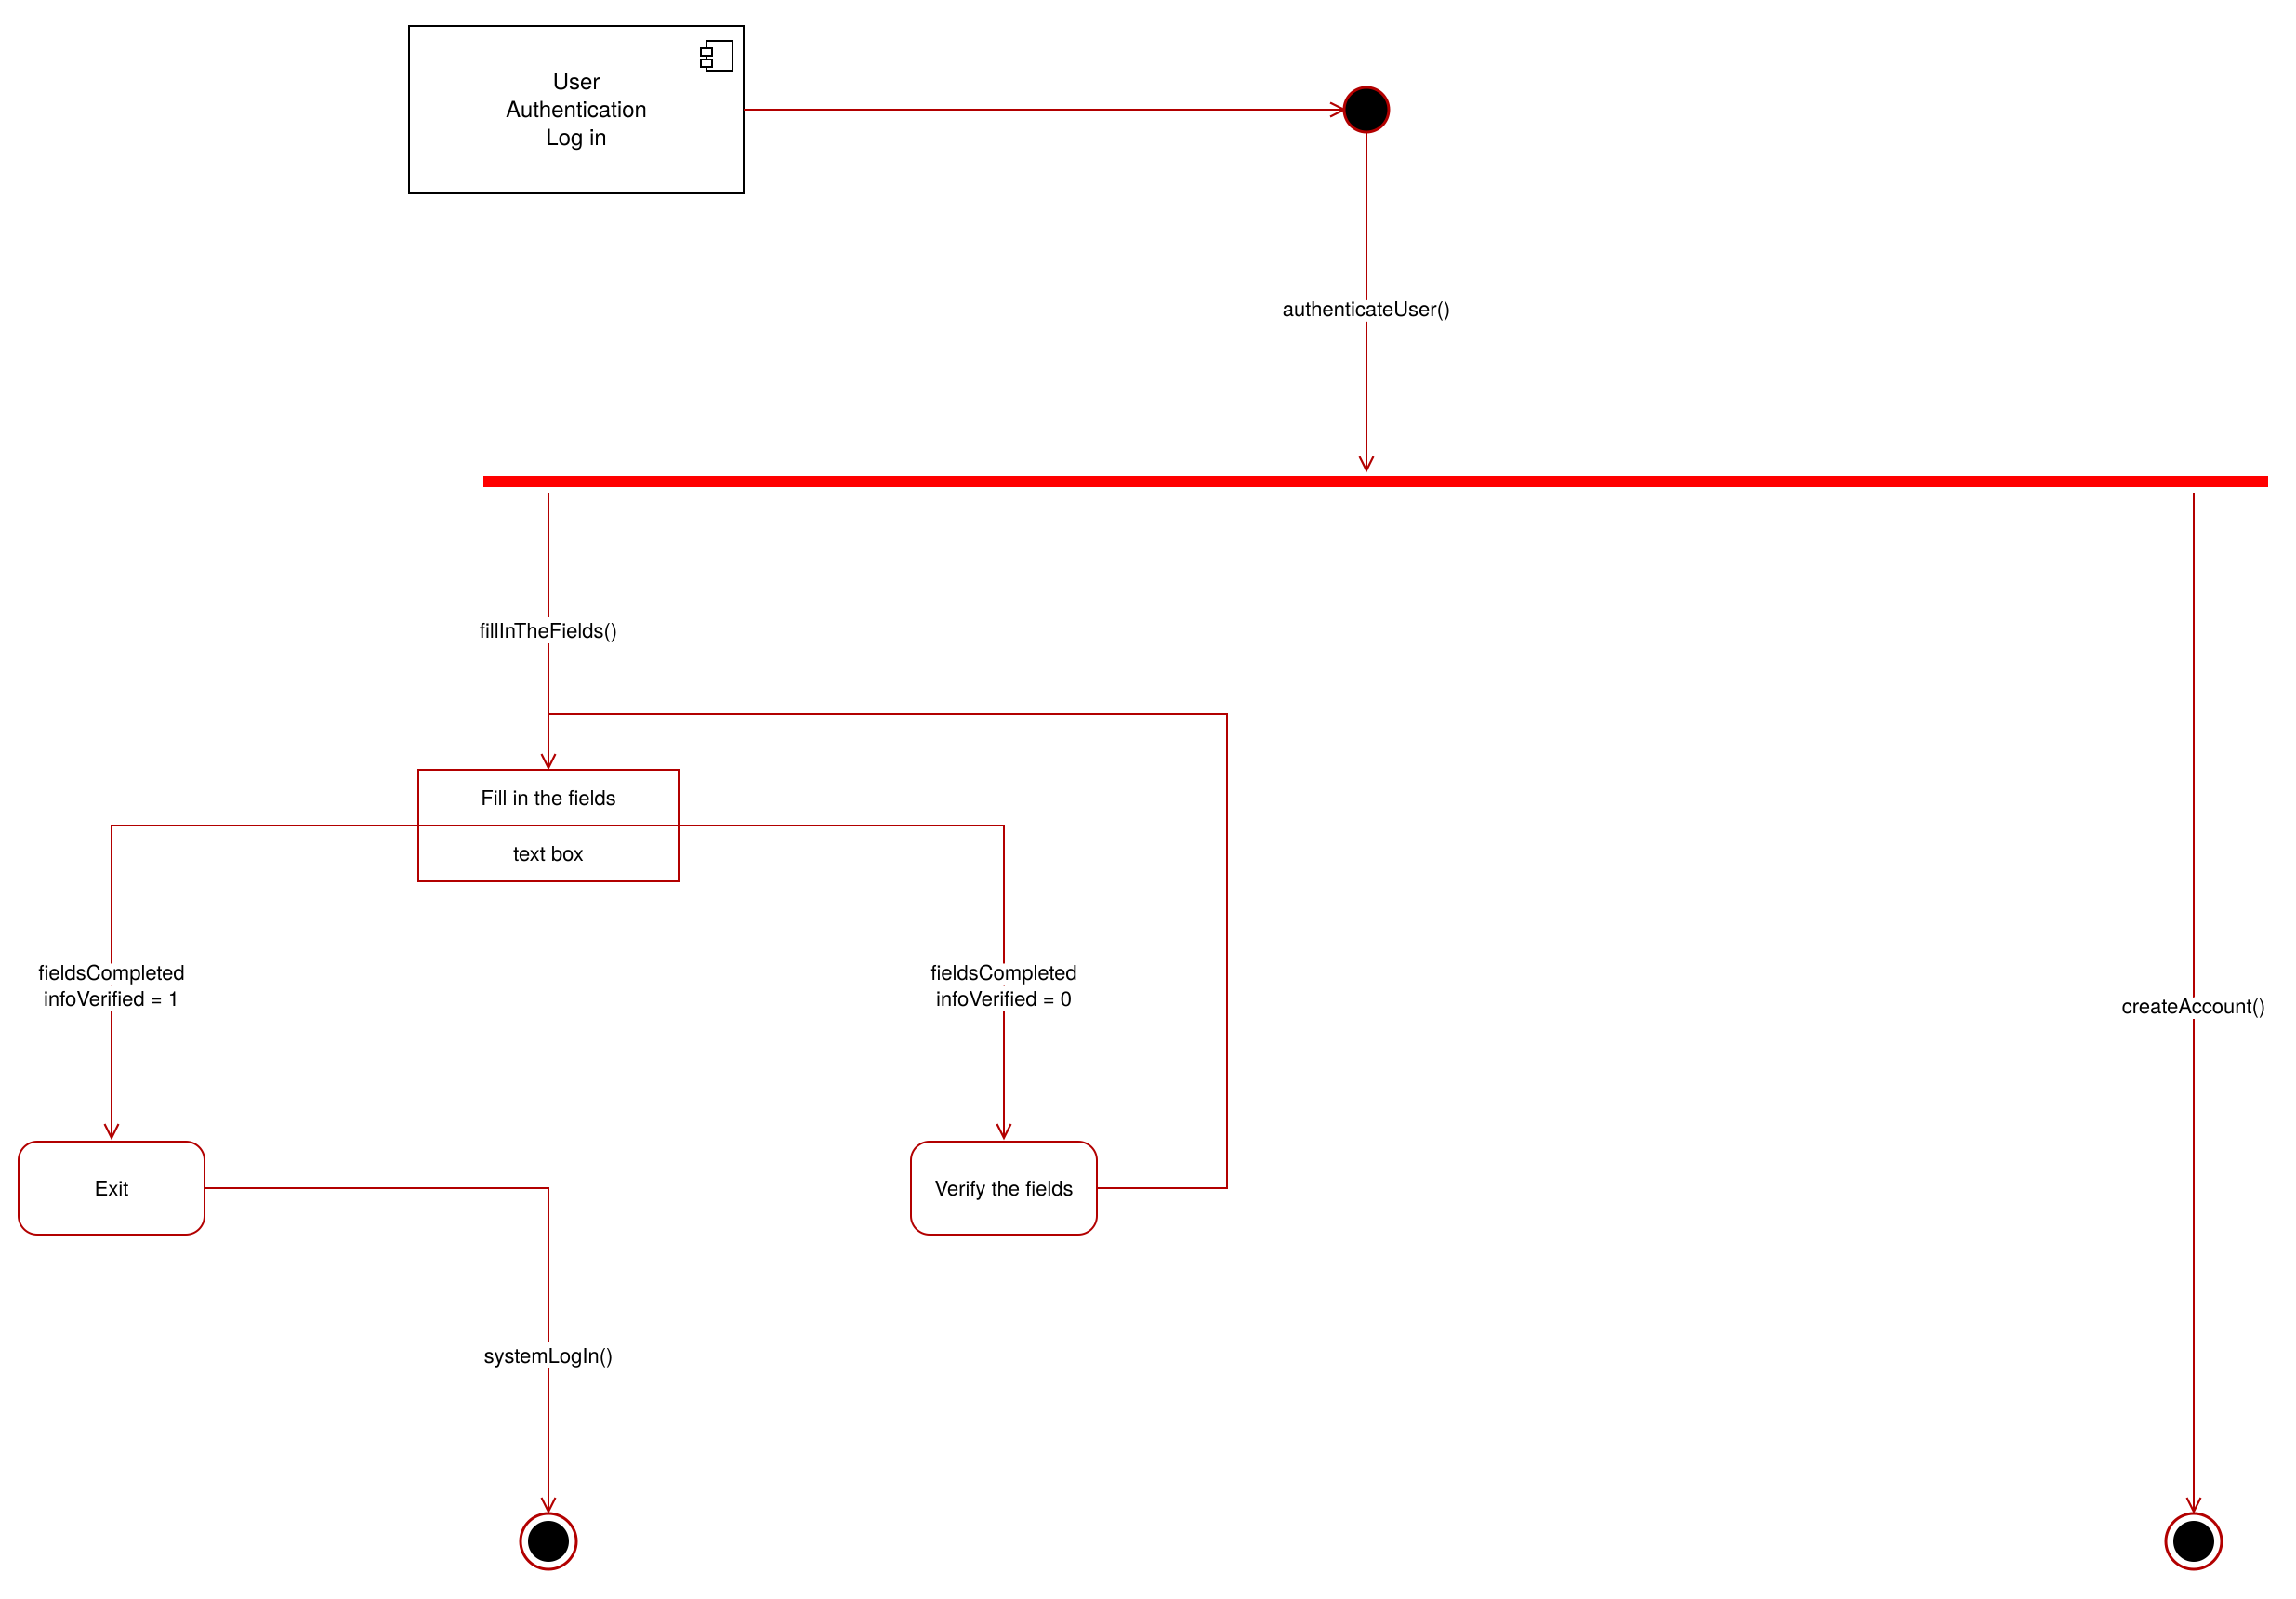 User
Authentication
Log in
authenticateUser()
fillInTheFields()
Fill in the fields
text box
fieldsCompleted
infoVerified = 1
fieldsCompleted
infoVerified = 0
createAccount()
Exit
Verify the fields
systemLogIn()